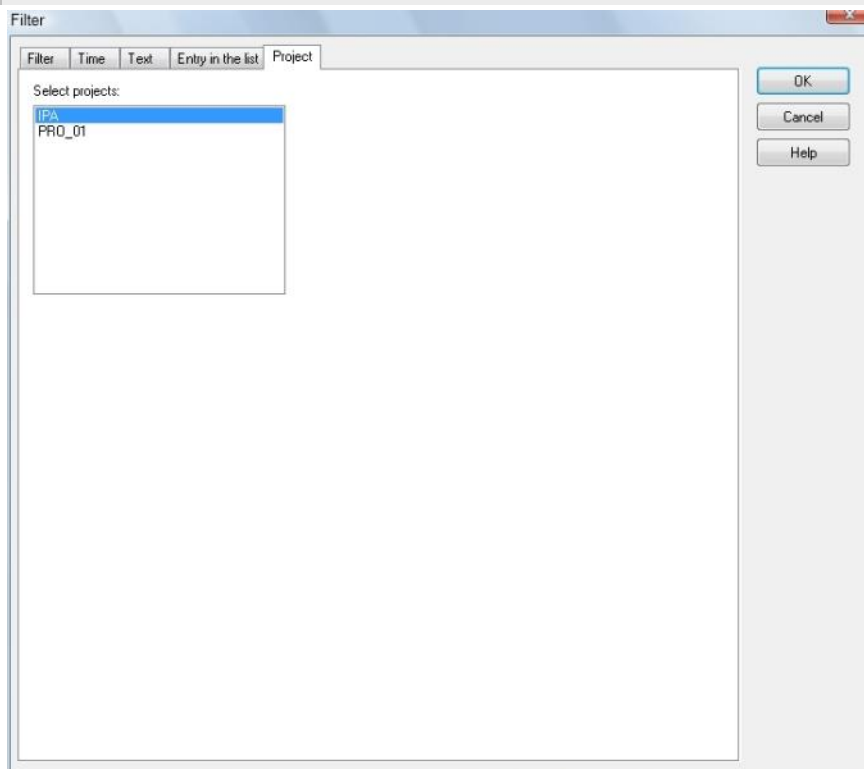 Filter
Filter Time Text Entry in the list Project
Select projects:
IPA
PRO_01
OK
Cancel
Help